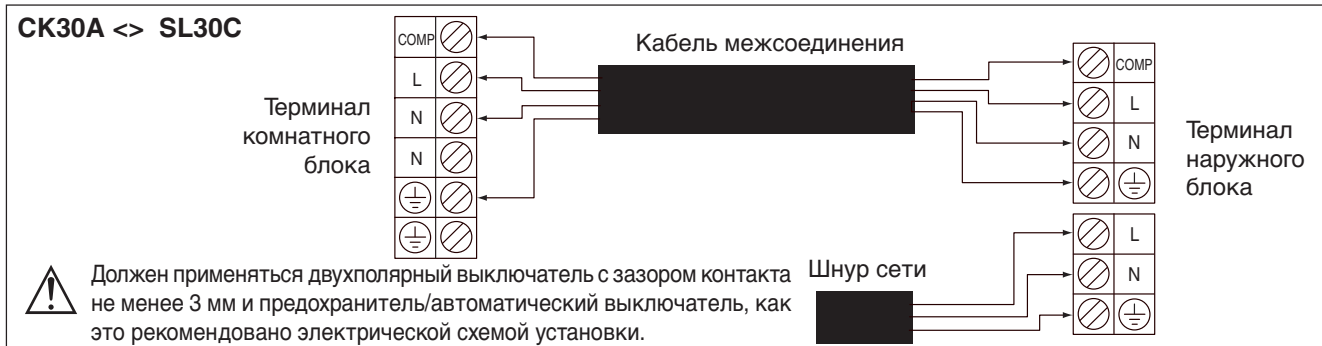 CK30A <> SL30C
Кабель межсоединения
COMP
L
N
N
Терминал
комнатного
блока
COMP
L
N
Терминал
наружного
блока
L
N
Шнур сети
Должен применяться двухполярный выключатель с зазором контакта
не менее 3 мм и предохранитель/автоматический выключатель, как
это рекомендовано электрической схемой установки.